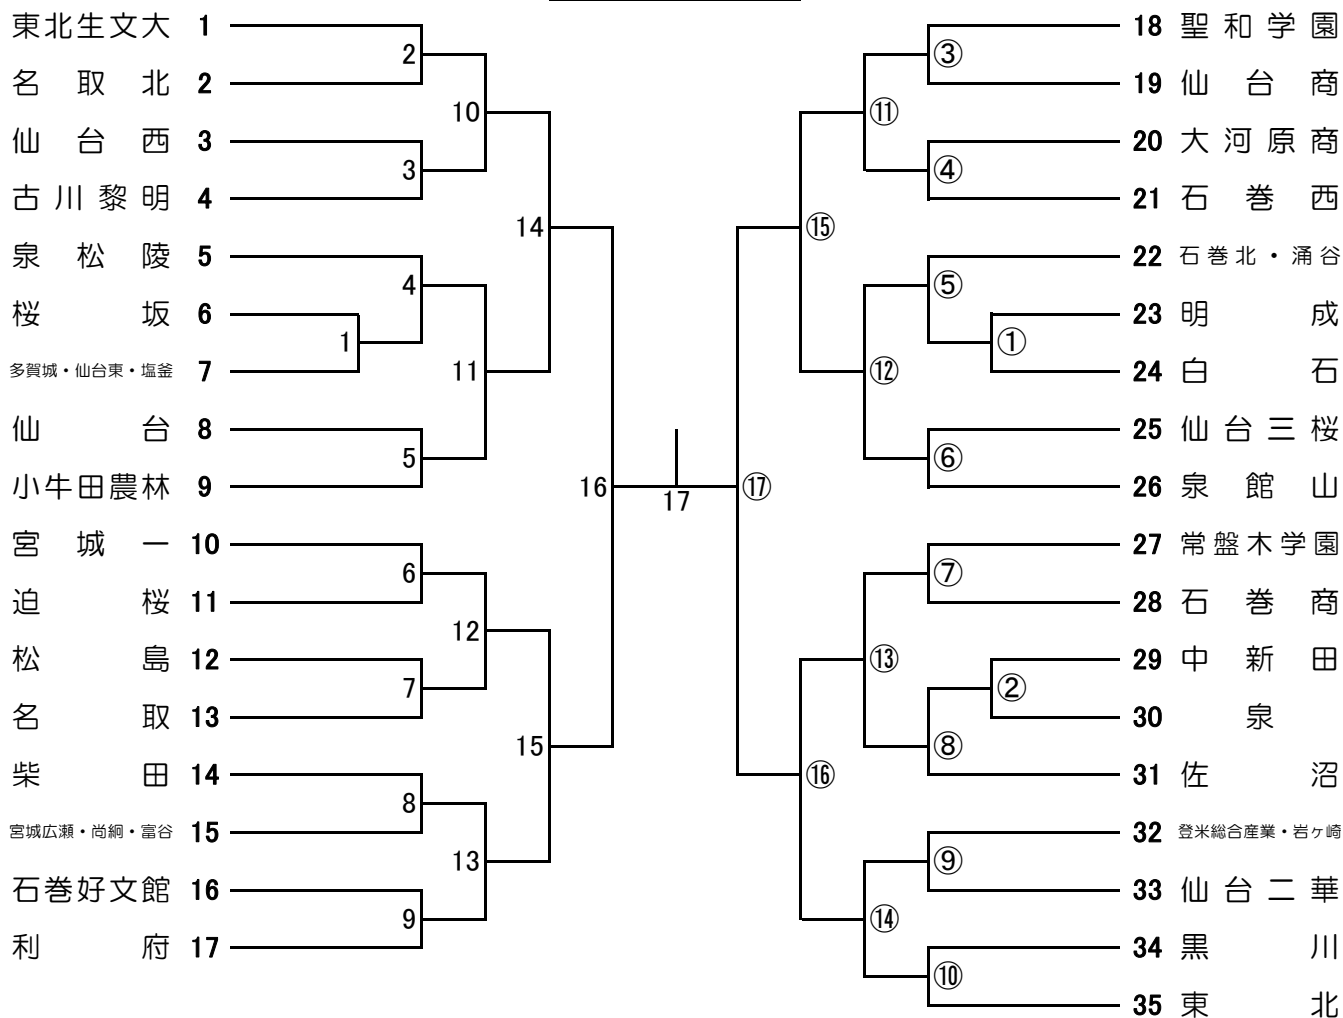 東北生文大 1
名取北 2
仙台西 3
古川黎明 4
泉松陵 5
桜坂 6
多賀城・仙台東・塩釜 7
仙台 8
小牛田農林 9
宮城一 10
迫桜 11
松島 12
名取 13
柴田 14
宮城広瀬・尚絅・富谷 15
石巻好文館 16
利府 17
2
10
3
14
4
1
11
5
16
17
6
12
7
15
8
13
9
18 聖和学園
19 仙台商
20 大河原商
21 石巻西
22 石巻北・涌谷
23 明成
24 白石
25 仙台三桜
26 泉館山
27 常盤木学園
28 石巻商
29 中新田
30 泉
31 佐沼
32 登米総合産業・岩ヶ崎
33 仙台二華
34 黒川
35 東北
③
⑪
④
⑮
⑤
①
⑫
⑥
⑰
⑦
⑬
②
⑧
⑯
⑨
⑭
⑩